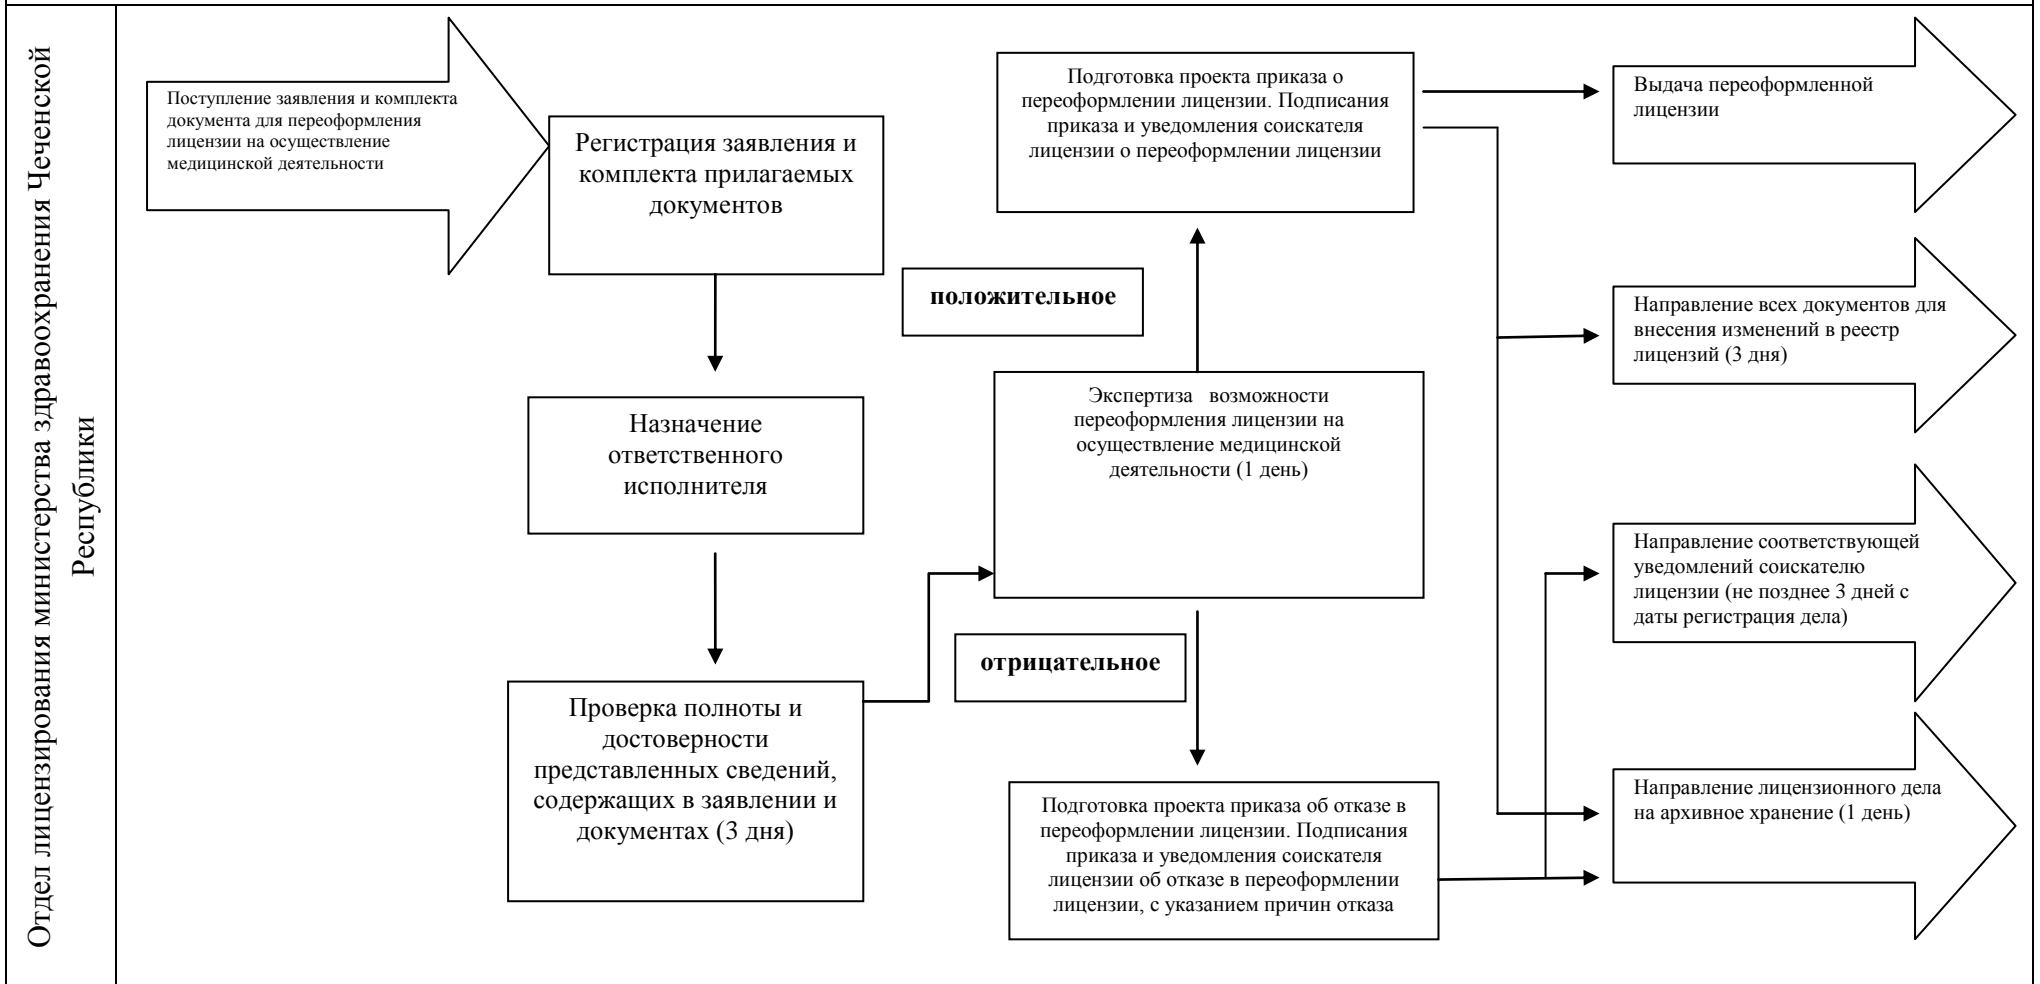 Отдел лицензирования министерства здравоохранения Чеченской
Республики
Поступление заявления и комплекта
документа для переоформления
лицензии на осуществление
медицинской деятельности
Регистрация заявления и
комплекта прилагаемых
документов
Назначение
ответственного
исполнителя
Проверка полноты и
достоверности
представленных сведений,
содержащих в заявлении и
документах (3 дня)
Подготовка проекта приказа о
переоформлении лицензии. Подписания
приказа и уведомления соискателя
лицензии о переоформлении лицензии
положительное
Экспертиза возможности
переоформления лицензии на
осуществление медицинской
деятельности (1 день)
отрицательное
Подготовка проекта приказа об отказе в
переоформлении лицензии. Подписания
приказа и уведомления соискателя
лицензии об отказе в переоформлении
лицензии, с указанием причин отказа
Выдача переоформленной
лицензии
Направление всех документов для
внесения изменений в реестр
лицензий (3 дня)
Направление соответствующей
уведомлений соискателю
лицензии (не позднее 3 дней с
даты регистрация дела)
Направление лицензионного дела
на архивное хранение (1 день)